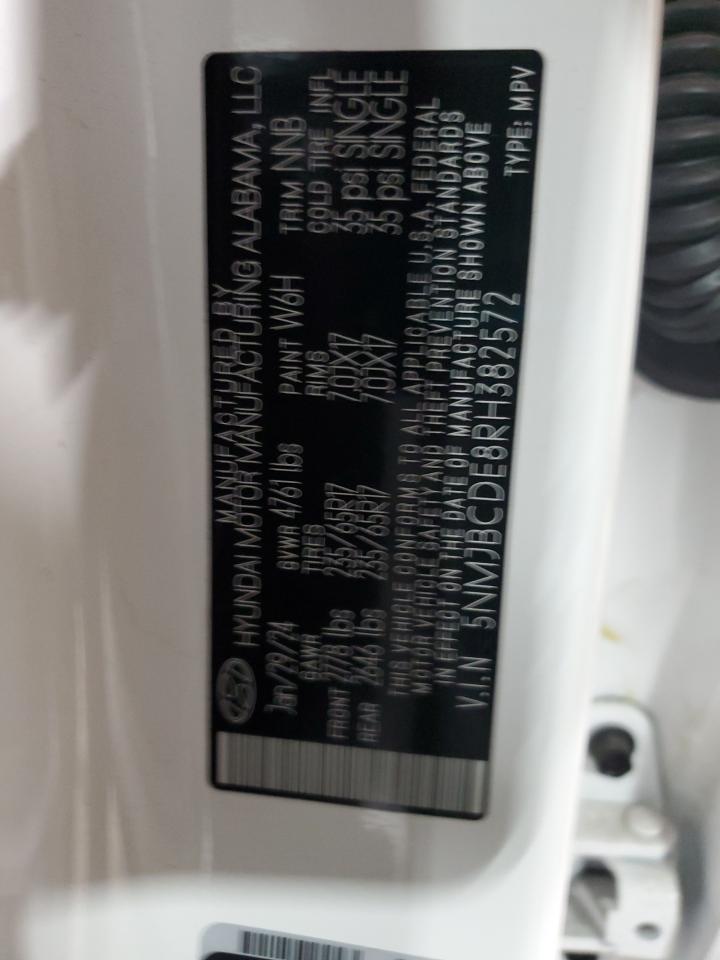 MANUFACTURED BY
HYUNDAI MOTOR MANUFACTURING ALABAMA, LLC
Jan/29/24 GVWR 4761 lbs PAINT W6H TRIM NNB
GAWR TIRES RIMS COLD TIRE INFL
FRONT 2778 lbs 235/65R17 7.0JX17 35 psi SINGLE
REAR 2646 lbs 235/65R17 7.0JX17 35 psi SINGLE
THIS VEHICLE CONFORMS TO ALL APPLICABLE U.S.A. FEDERAL
MOTOR VEHICLE SAFETY AND THEFT PREVENTION STANDARDS
IN EFFECT ON THE DATE OF MANUFACTURE SHOWN ABOVE
V.I.N 5NMJBCDE8RH382572 TYPE: MPV